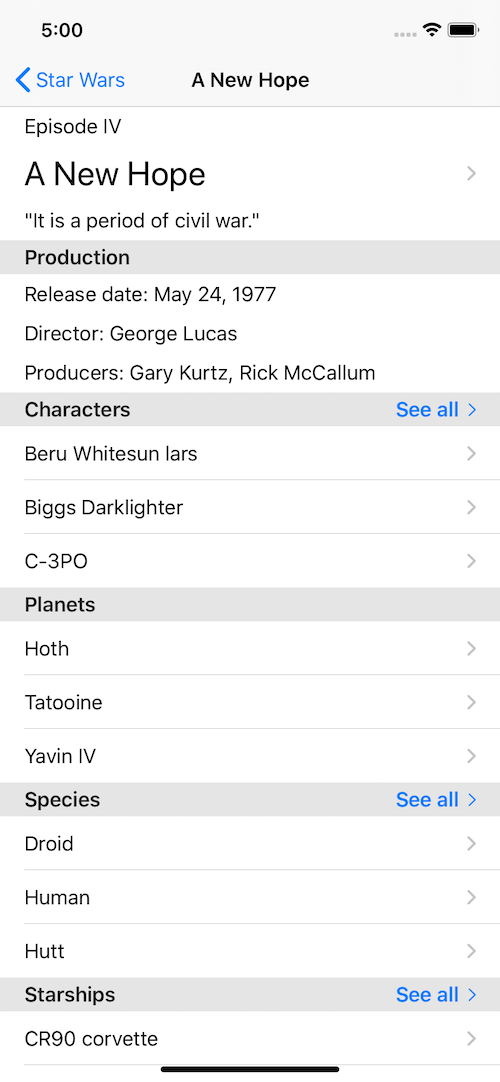 5:00
Star Wars
A New Hope
Episode IV
A New Hope
"It is a period of civil war."
Production
Release date: May 24, 1977
Director: George Lucas
Producers: Gary Kurtz, Rick McCallum
Characters See all
Beru Whitesun lars
Biggs Darklighter
C-3PO
Planets
Hoth
Tatooine
Yavin IV
Species See all
Droid
Human
Hutt
Starships See all
CR90 corvette